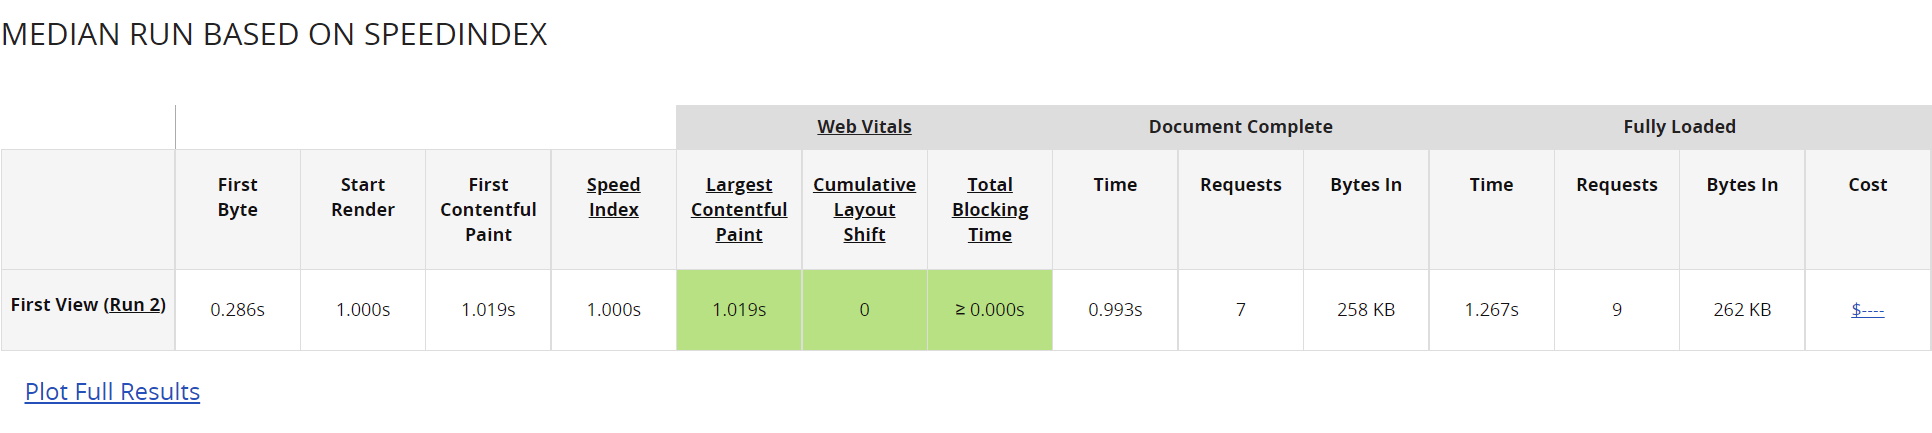 MEDIAN RUN BASED ON SPEEDINDEX
Web Vitals Document Complete Fully Loaded
First Byte Start Render First Contentful Paint Speed Index Largest Contentful Paint Cumulative Layout Shift Total Blocking Time Time Requests Bytes In Time Requests Bytes In Cost
First View (Run 2) 0.286s 1.000s 1.019s 1.000s 1.019s 0 ≥ 0.000s 0.993s 7 258 KB 1.267s 9 262 KB $----
Plot Full Results